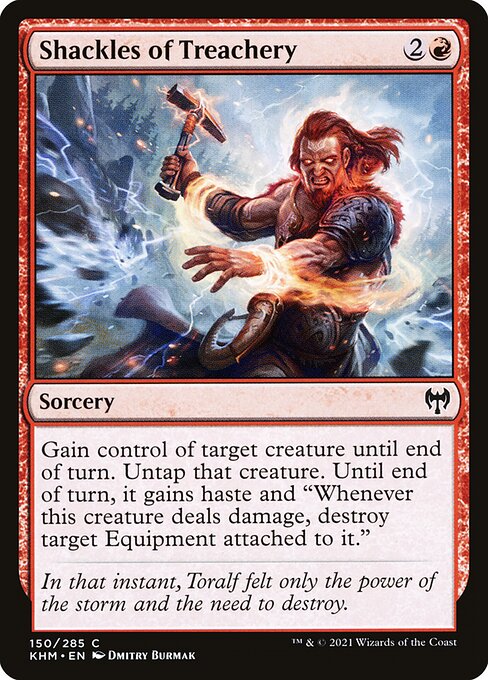 Shackles of Treachery 2
Sorcery
Gain control of target creature until end
of turn. Untap that creature. Until end
of turn, it gains haste and “Whenever
this creature deals damage, destroy
target Equipment attached to it.”
In that instant, Toralf felt only the power of
the storm and the need to destroy.
150/285 C
KHM • EN Dmitry Burmak
™ & © 2021 Wizards of the Coast